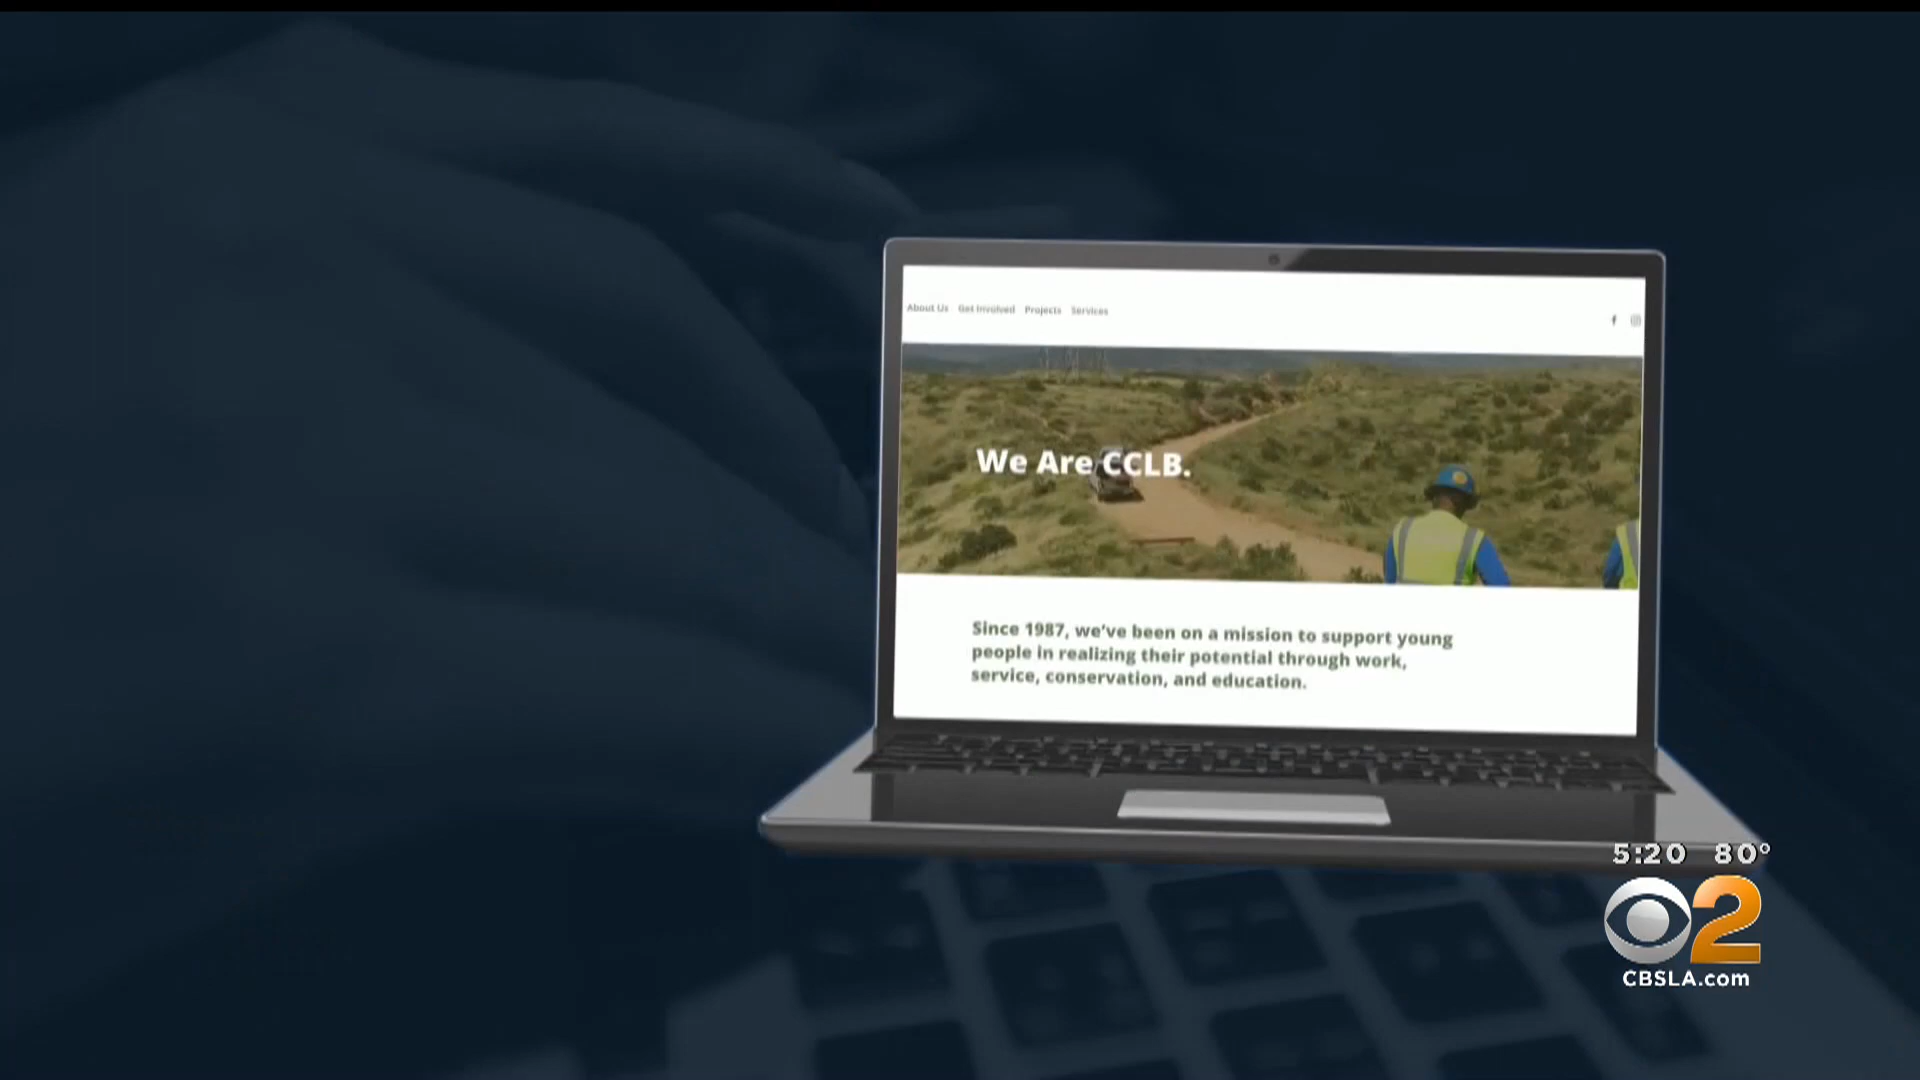 About Us Get Involved Projects Services
We Are CCLB.
Since 1987, we've been on a mission to support young
people in realizing their potential through work,
service, conservation, and education.
5:20 80°
2
CBSLA.com